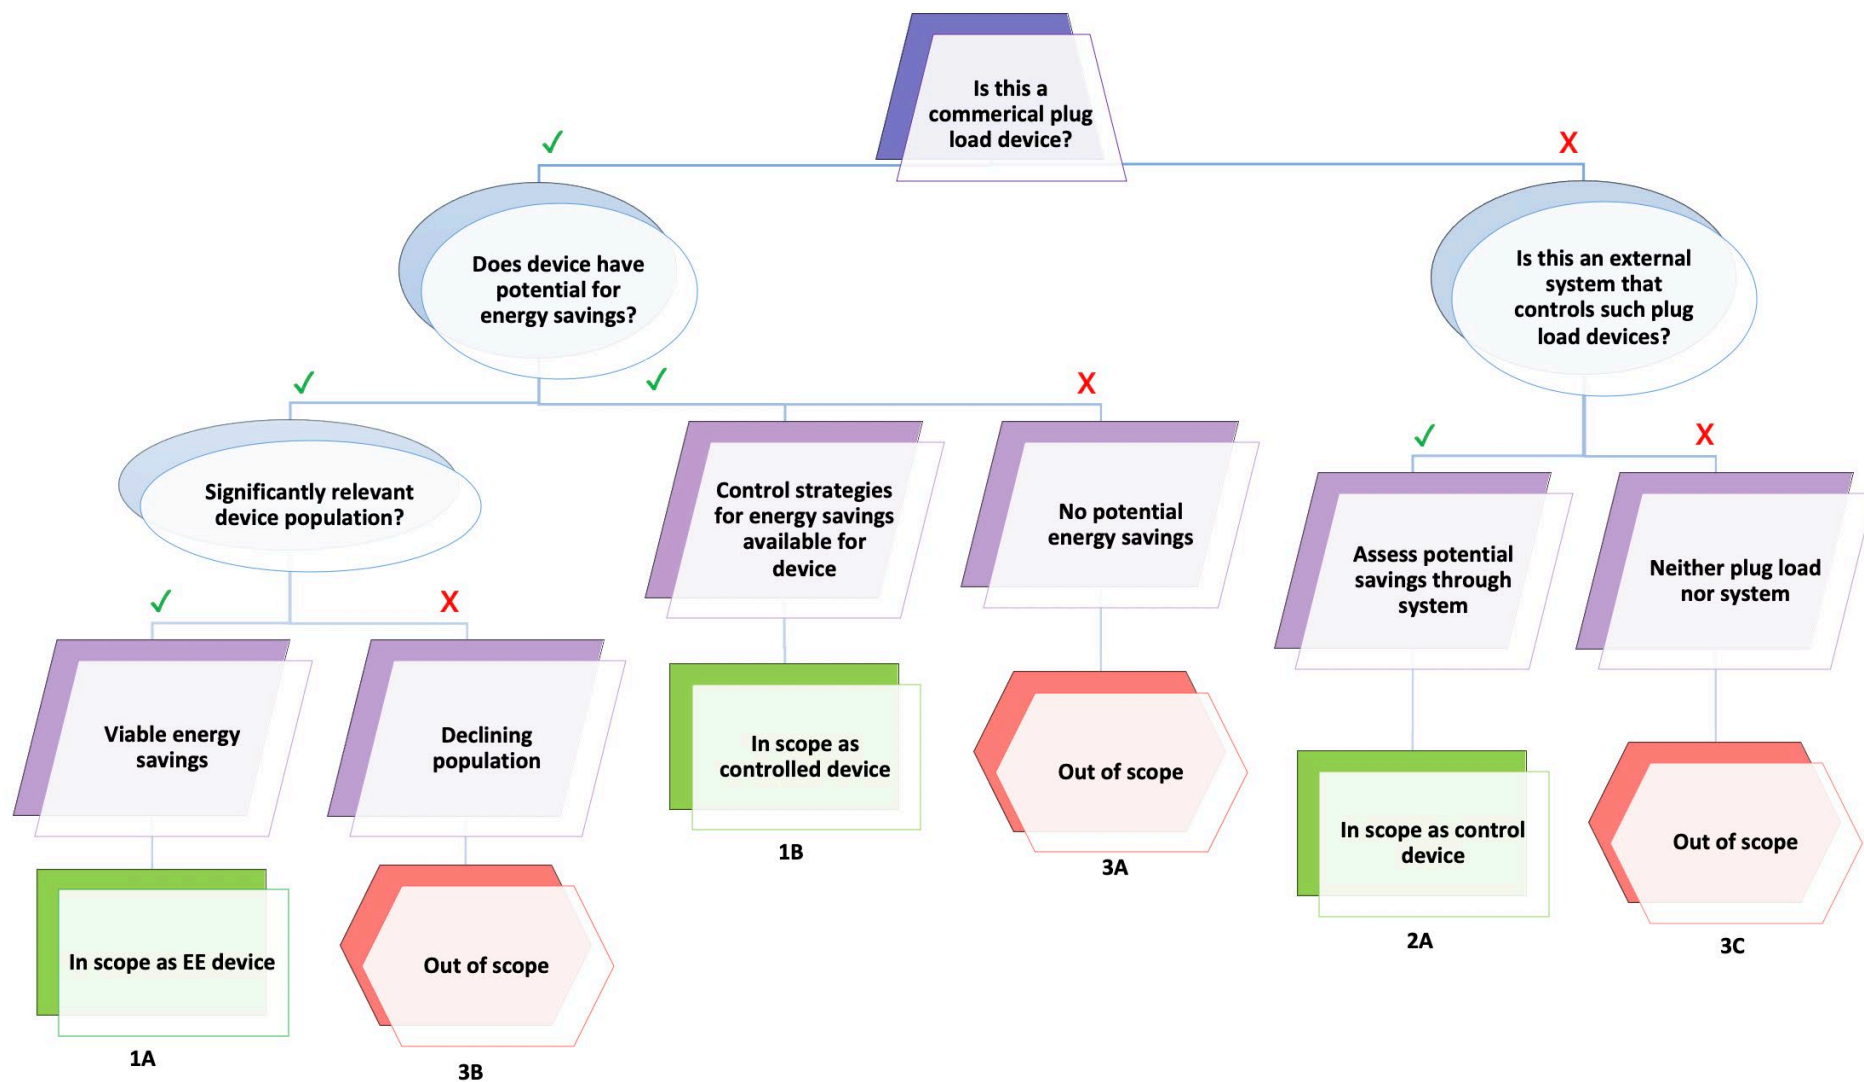 Is this a
commerical plug
load device?
✓
X
Does device have
potential for
energy savings?
Is this an external
system that
controls such plug
load devices?
✓
✓
X
✓
X
Significantly relevant
device population?
Control strategies
for energy savings
available for
device
No potential
energy savings
Assess potential
savings through
system
Neither plug load
nor system
✓
X
Viable energy
savings
Declining
population
In scope as
controlled device
1B
Out of scope
3A
In scope as control
device
2A
Out of scope
3C
In scope as EE device
1A
Out of scope
3B